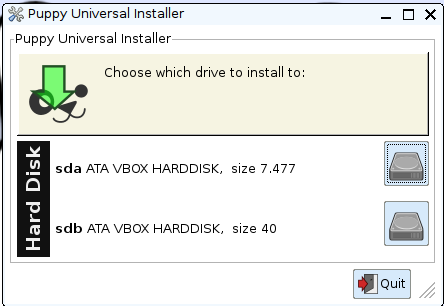 Puppy Universal Installer
Puppy Universal Installer
Choose which drive to install to:
Hard Disk
sda ATA VBOX HARDDISK, size 7.477
sdb ATA VBOX HARDDISK, size 40
Quit